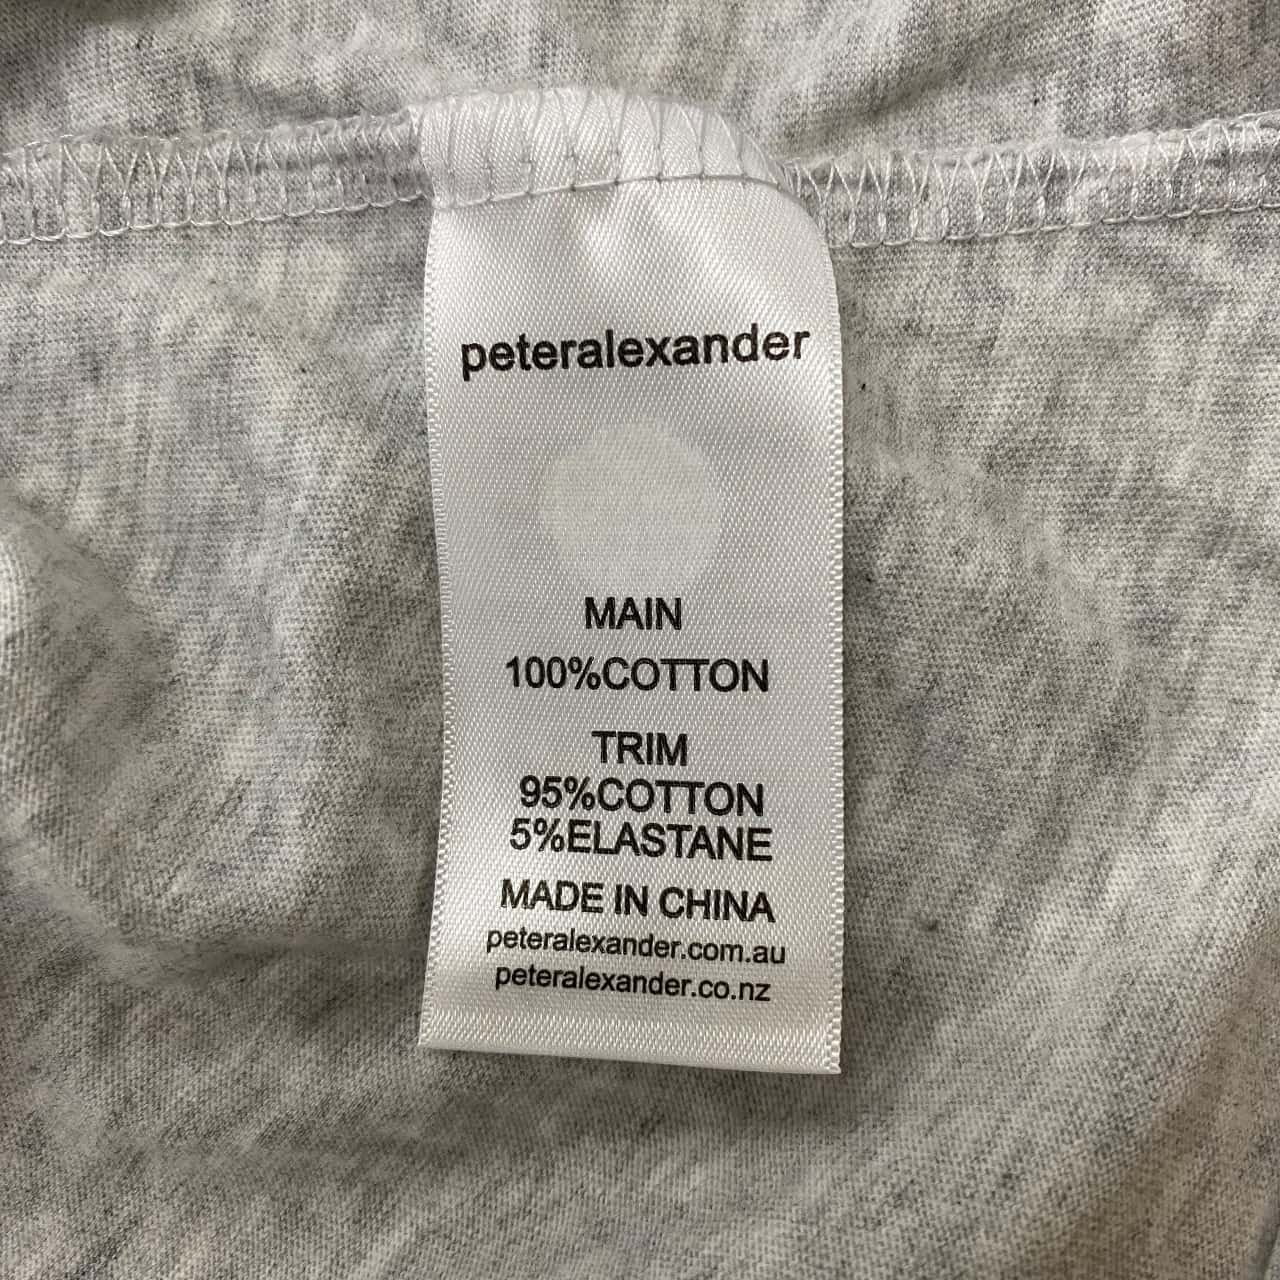 peteralexander
MAIN
100%COTTON
TRIM
95%COTTON
5%ELASTANE
MADE IN CHINA
peteralexander.com.au
peteralexander.co.nz